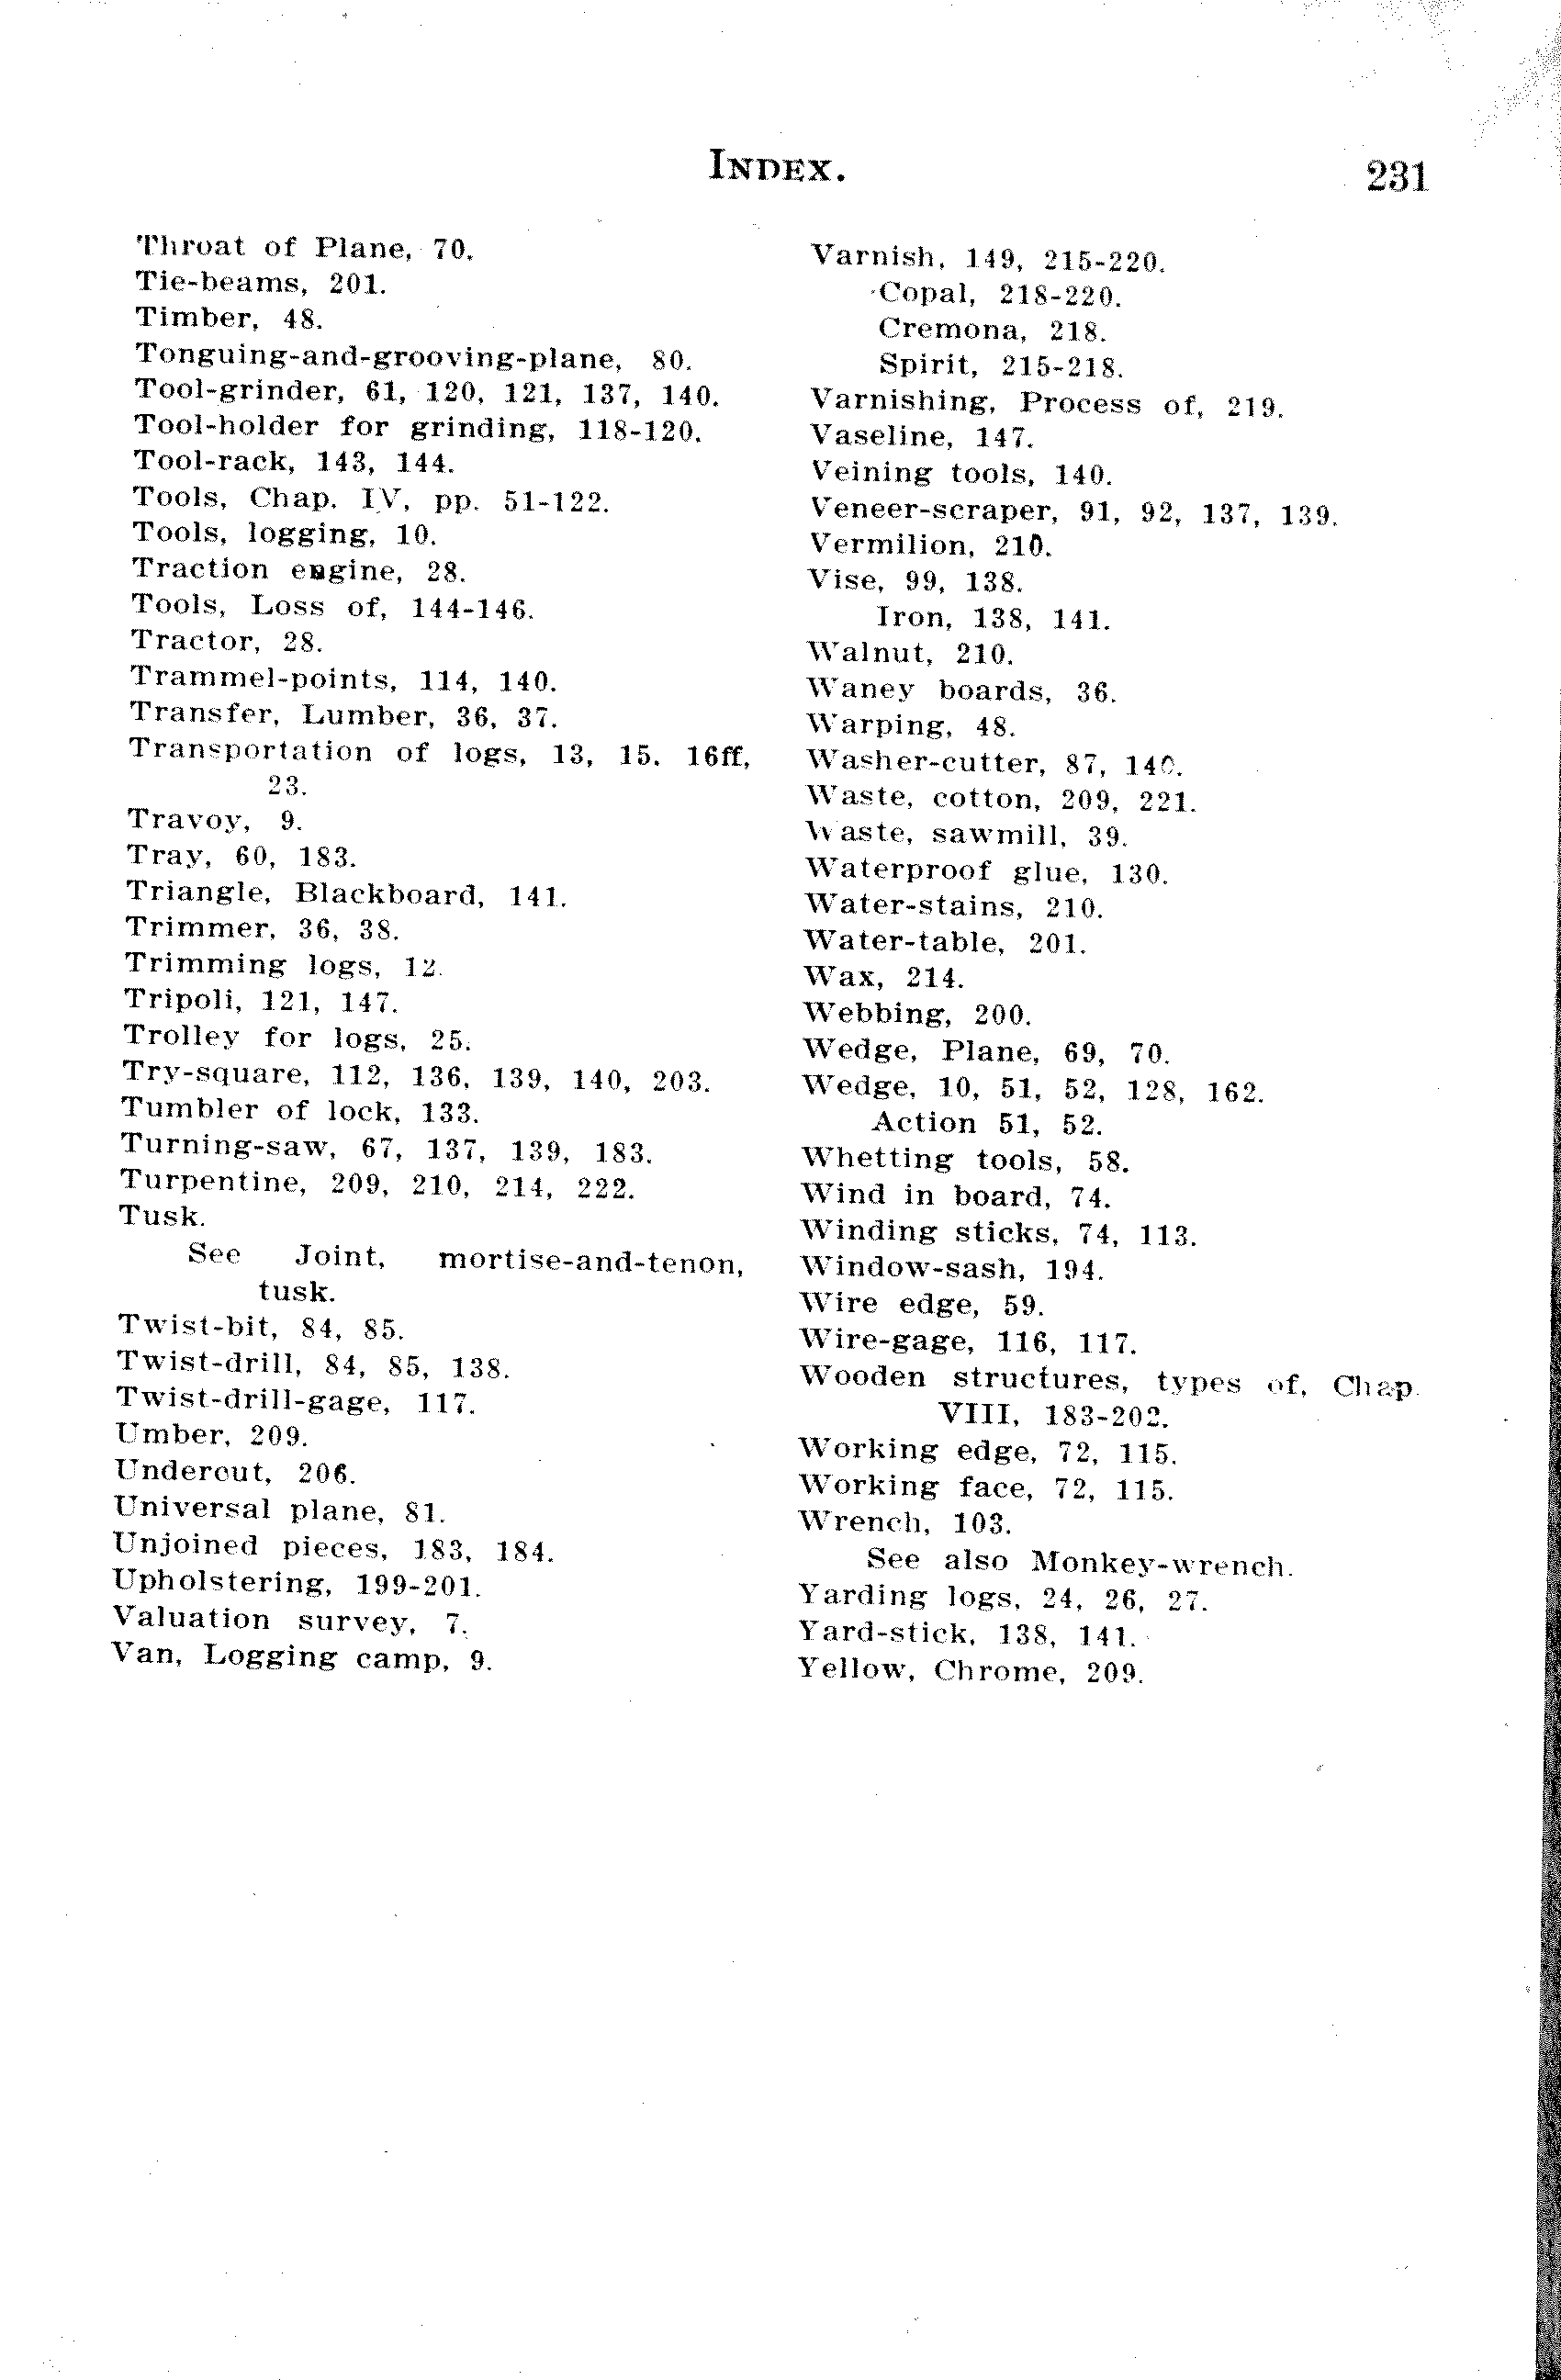 INDEX.
231
Throat of Plane, 70.
Tie-beams, 201.
Timber, 48.
Tonguing-and-grooving-plane, 80.
Tool-grinder, 61, 120, 121, 137, 140.
Tool-holder for grinding, 118-120.
Tool-rack, 143, 144.
Tools, Chap. IV, pp. 51-122.
Tools, logging, 10.
Traction engine, 28.
Tools, Loss of, 144-146.
Tractor, 28.
Trammel-points, 114, 140.
Transfer, Lumber, 36, 37.
Transportation of logs, 13, 15. 16ff,
23.
Travoy, 9.
Tray, 60, 183.
Triangle, Blackboard, 141.
Trimmer, 36, 38.
Trimming logs, 12.
Tripoli, 121, 147.
Trolley for logs, 25.
Try-square, 112, 136, 139, 140, 203.
Tumbler of lock, 133.
Turning-saw, 67, 137, 139, 183.
Turpentine, 209, 210, 214, 222.
Tusk.
See Joint, mortise-and-tenon,
tusk.
Twist-bit, 84, 85.
Twist-drill, 84, 85, 138.
Twist-drill-gage, 117.
Umber, 209.
Undercut, 206.
Universal plane, 81.
Unjoined pieces, 183, 184.
Upholstering, 199-201.
Valuation survey, 7.
Van, Logging camp, 9.
Varnish, 149, 215-220.
Copal, 218-220.
Cremona, 218.
Spirit, 215-218.
Varnishing, Process of, 219.
Vaseline, 147.
Veining tools, 140.
Veneer-scraper, 91, 92, 137, 139.
Vermilion, 210.
Vise, 99, 138.
Iron, 138, 141.
Walnut, 210.
Waney boards, 36.
Warping, 48.
Washer-cutter, 87, 140.
Waste, cotton, 209, 221.
Waste, sawmill, 39.
Waterproof glue, 130.
Water-stains, 210.
Water-table, 201.
Wax, 214.
Webbing, 200.
Wedge, Plane, 69, 70.
Wedge, 10, 51, 52, 128, 162.
Action 51, 52.
Whetting tools, 58.
Wind in board, 74.
Winding sticks, 74, 113.
Window-sash, 194.
Wire edge, 59.
Wire-gage, 116, 117.
Wooden structures, types of, Chap.
VIII, 183-202.
Working edge, 72, 115.
Working face, 72, 115.
Wrench, 103.
See also Monkey-wrench.
Yarding logs, 24, 26, 27.
Yard-stick, 138, 141.
Yellow, Chrome, 209.